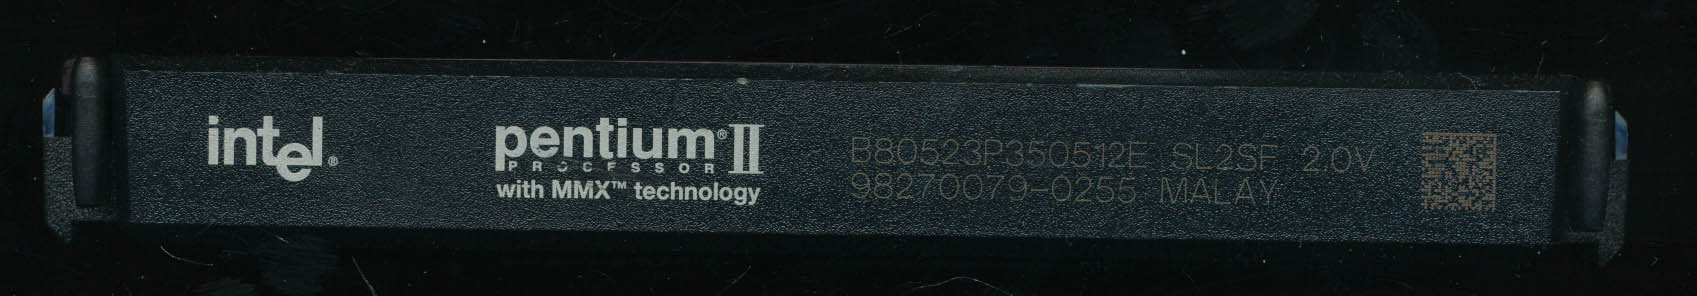 intel®
pentium® II
PROCESSOR
with MMX™ technology
B80523P350512E SL2SF 2.0V
98270079-0255 MALAY